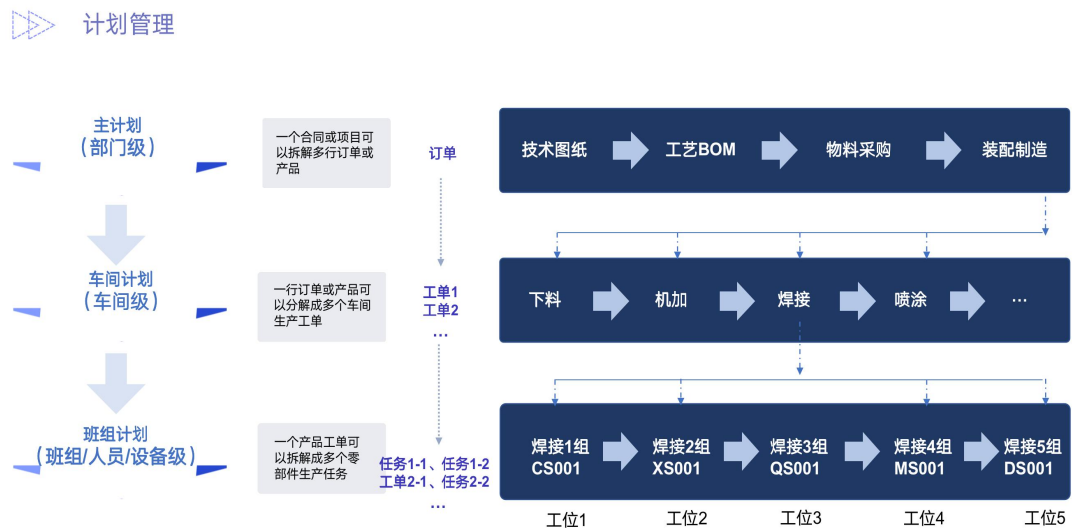 计划管理
主计划
（部门级）
一个合同或项目可
以拆解多行订单或
产品
订单
技术图纸
工艺BOM
物料采购
装配制造
车间计划
（车间级）
一行订单或产品可
以分解成多个车间
生产工单
工单1
工单2
...
下料
机加
焊接
喷涂
...
班组计划
（班组/人员/设备级）
一个产品工单可
以拆解成多个零
部件生产任务
任务1-1、任务1-2
工单2-1、任务2-2
...
焊接1组
CS001
焊接2组
XS001
焊接3组
QS001
焊接4组
MS001
焊接5组
DS001
工位1
工位2
工位3
工位4
工位5